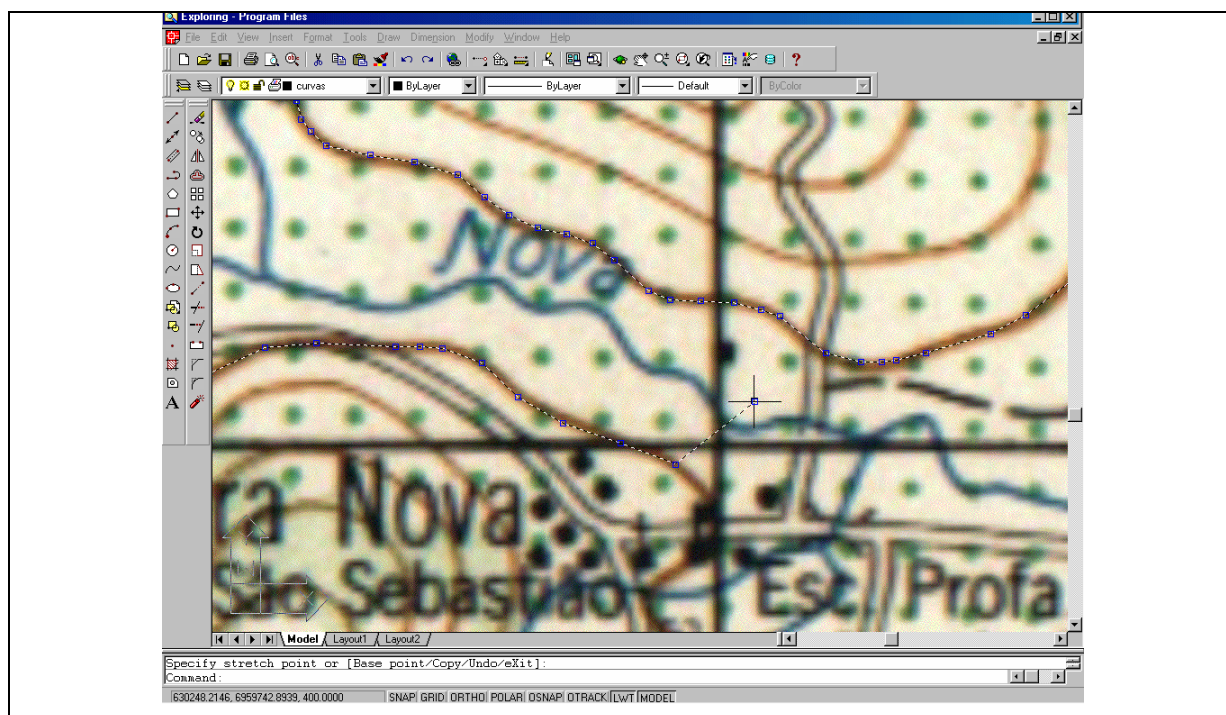 Exploring - Program Files
File Edit View Insert Format Tools Draw Dimension Modify Window Help
curvas ByLayer ByLayer Default ByColor
Nova
ra Nova
São Sebastião Esc Profa
A
Model Layout1 Layout2
Specify stretch point or [Base point/Copy/Undo/eXit]:
Command:
630248.2146, 6959742.8939, 400.0000 SNAP GRID ORTHO POLAR OSNAP OTRACK LWT MODEL